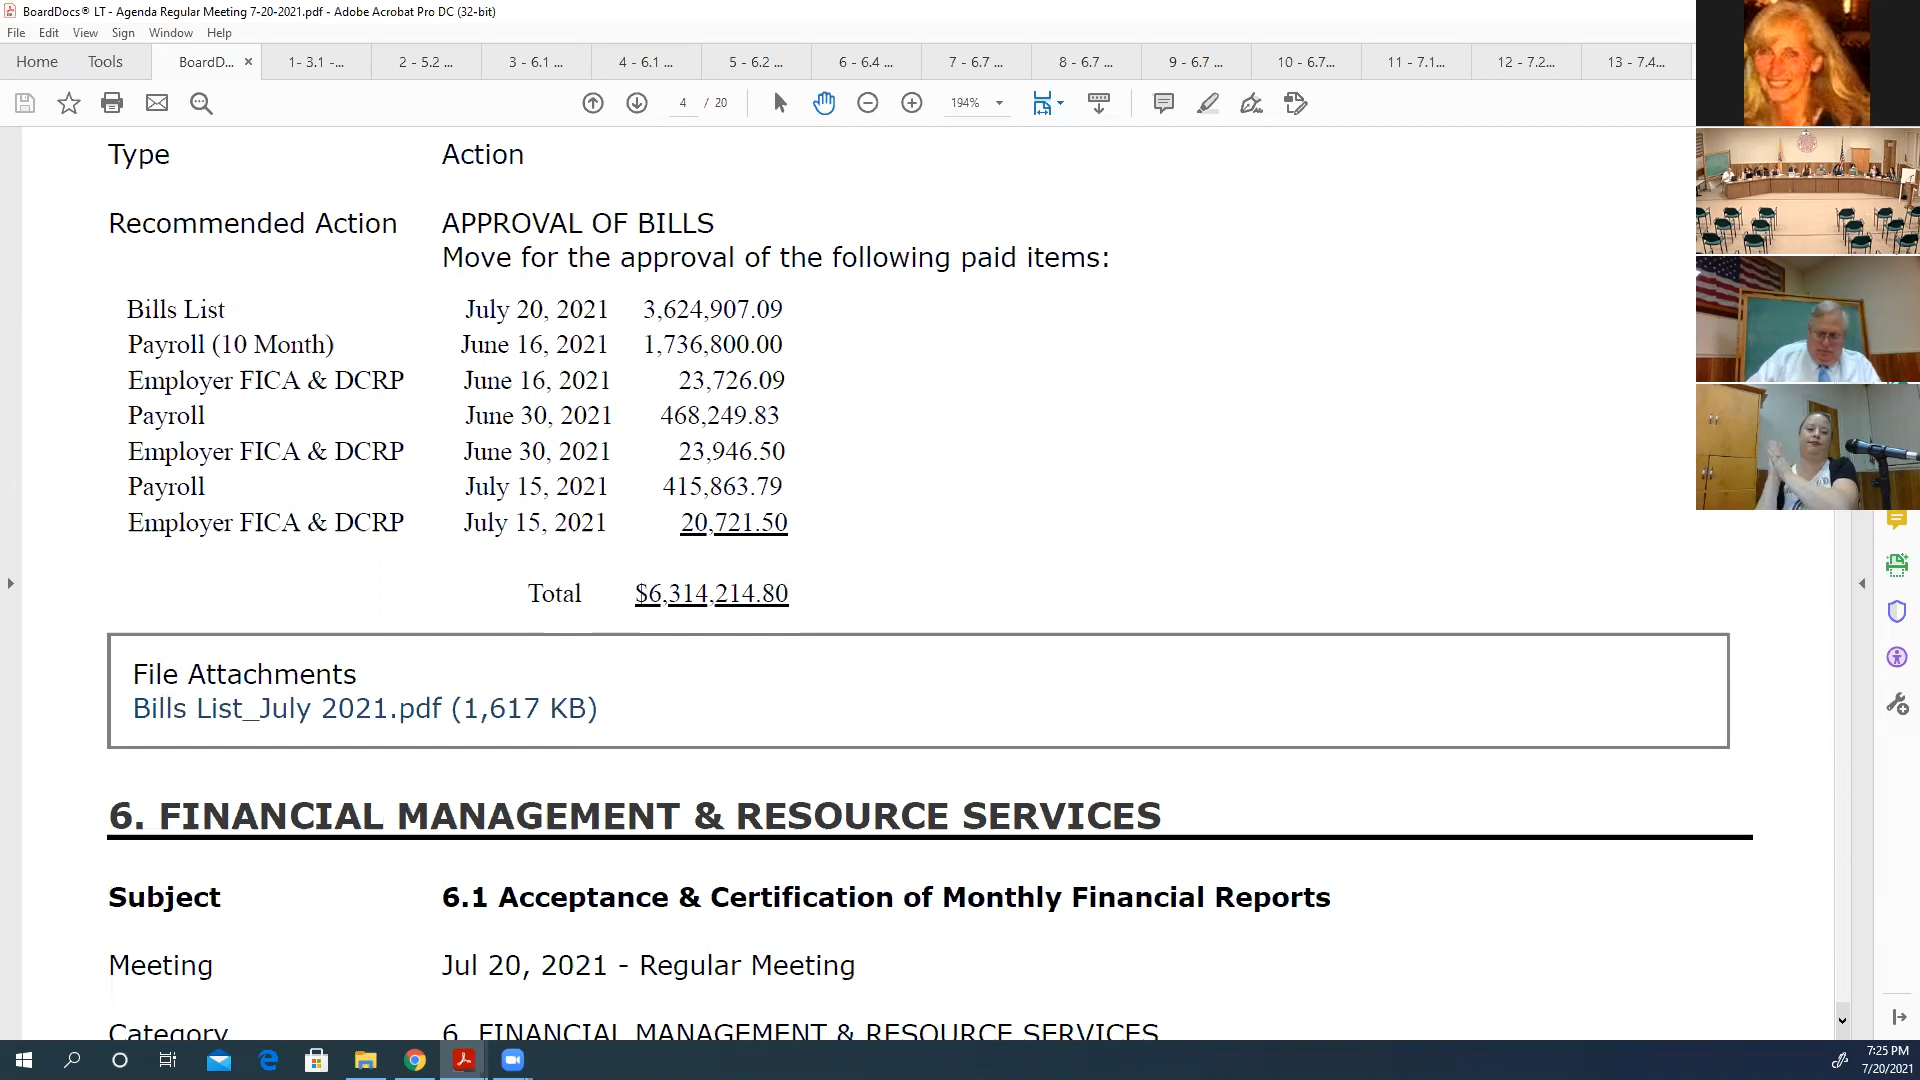 BoardDocs® LT - Agenda Regular Meeting 7-20-2021.pdf - Adobe Acrobat Pro DC (32-bit)
File Edit View Sign Window Help
Home Tools BoardD... × 1- 3.1 -... 2 - 5.2 ... 3 - 6.1 ... 4 - 6.1 ... 5 - 6.2 ... 6 - 6.4 ... 7 - 6.7 ... 8 - 6.7 ... 9 - 6.7 ... 10 - 6.7... 11 - 7.1... 12 - 7.2... 13 - 7.4...
4 / 20 194%
Type Action
Recommended Action APPROVAL OF BILLS
Move for the approval of the following paid items:
Bills List July 20, 2021 3,624,907.09
Payroll (10 Month) June 16, 2021 1,736,800.00
Employer FICA & DCRP June 16, 2021 23,726.09
Payroll June 30, 2021 468,249.83
Employer FICA & DCRP June 30, 2021 23,946.50
Payroll July 15, 2021 415,863.79
Employer FICA & DCRP July 15, 2021 20,721.50
Total $6,314,214.80
File Attachments
Bills List_July 2021.pdf (1,617 KB)
6. FINANCIAL MANAGEMENT & RESOURCE SERVICES
Subject 6.1 Acceptance & Certification of Monthly Financial Reports
Meeting Jul 20, 2021 - Regular Meeting
Category 6. FINANCIAL MANAGEMENT & RESOURCE SERVICES
7:25 PM
7/20/2021